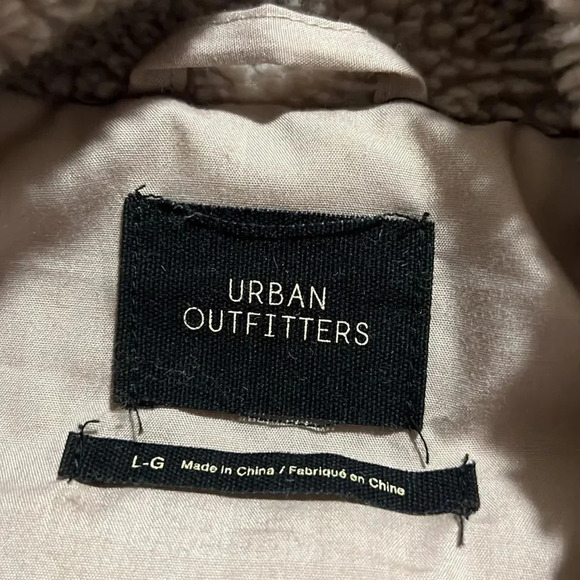 URBAN
OUTFITTERS
L-G Made in China / Fabriqué en Chine